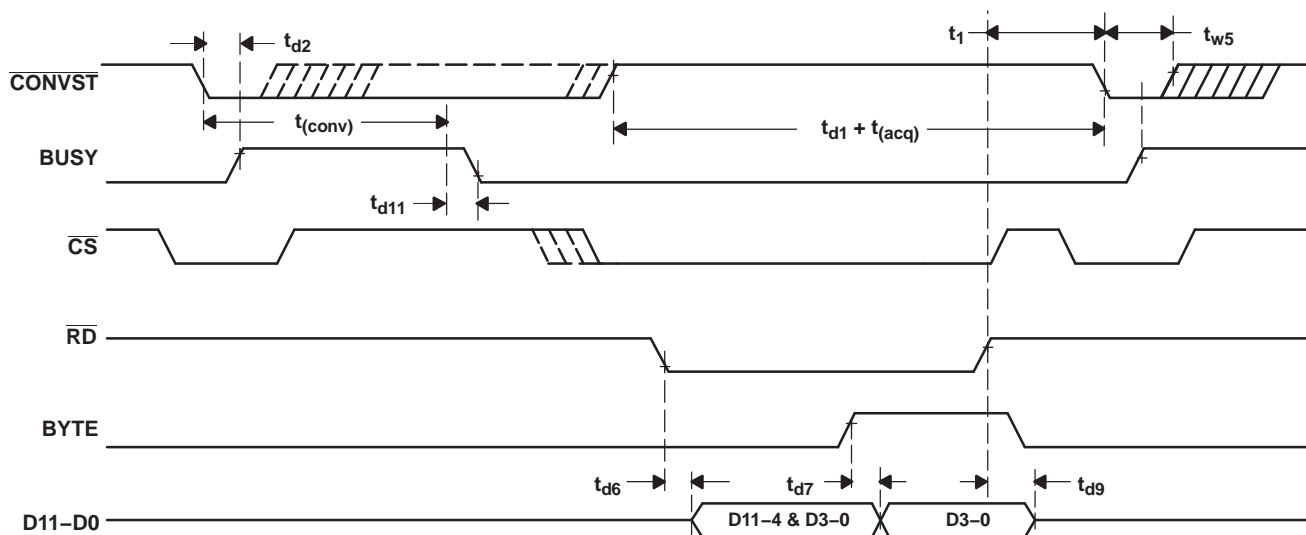 t1
tw5
td2
CONVST
t(conv)
td1 + t(acq)
BUSY
td11
CS
RD
BYTE
td6
td7
td9
D11–D0
D11–4 & D3–0
D3–0